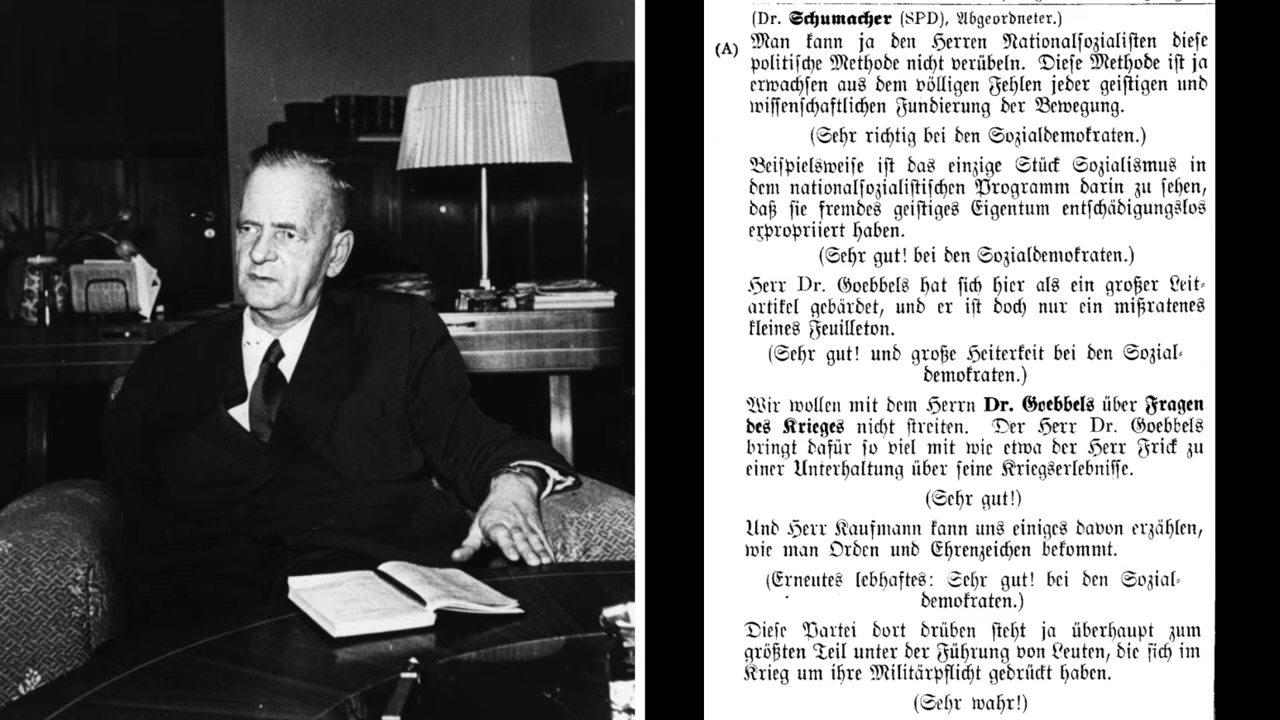 (Dr. Schumacher (SPD), Abgeordneter.)
(A) Man kann ja den Herren Nationalsozialisten diese
politische Methode nicht verübeln. Diese Methode ist ja
erwachsen aus dem völligen Fehlen jeder geistigen und
wissenschaftlichen Fundierung der Bewegung.
(Sehr richtig bei den Sozialdemokraten.)
Beispielsweise ist das einzige Stück Sozialismus in
dem nationalsozialistischen Programm darin zu sehen,
daß sie fremdes geistiges Eigentum entschädigungslos
expropriiert haben.
(Sehr gut! bei den Sozialdemokraten.)
Herr Dr. Goebbels hat sich hier als ein großer Leit-
artikel gebärdet, und er ist doch nur ein mißratenes
kleines Feuilleton.
(Sehr gut! und große Heiterkeit bei den Sozial-
demokraten.)
Wir wollen mit dem Herrn Dr. Goebbels über Fragen
des Krieges nicht streiten. Der Herr Dr. Goebbels
bringt dafür so viel mit wie etwa der Herr Frick zu
einer Unterhaltung über seine Kriegserlebnisse.
(Sehr gut!)
Und Herr Kaufmann kann uns einiges davon erzählen,
wie man Orden und Ehrenzeichen bekommt.
(Erneutes lebhaftes: Sehr gut! bei den Sozial-
demokraten.)
Diese Partei dort drüben steht ja überhaupt zum
größten Teil unter der Führung von Leuten, die sich im
Krieg um ihre Militärpflicht gedrückt haben.
(Sehr wahr!)